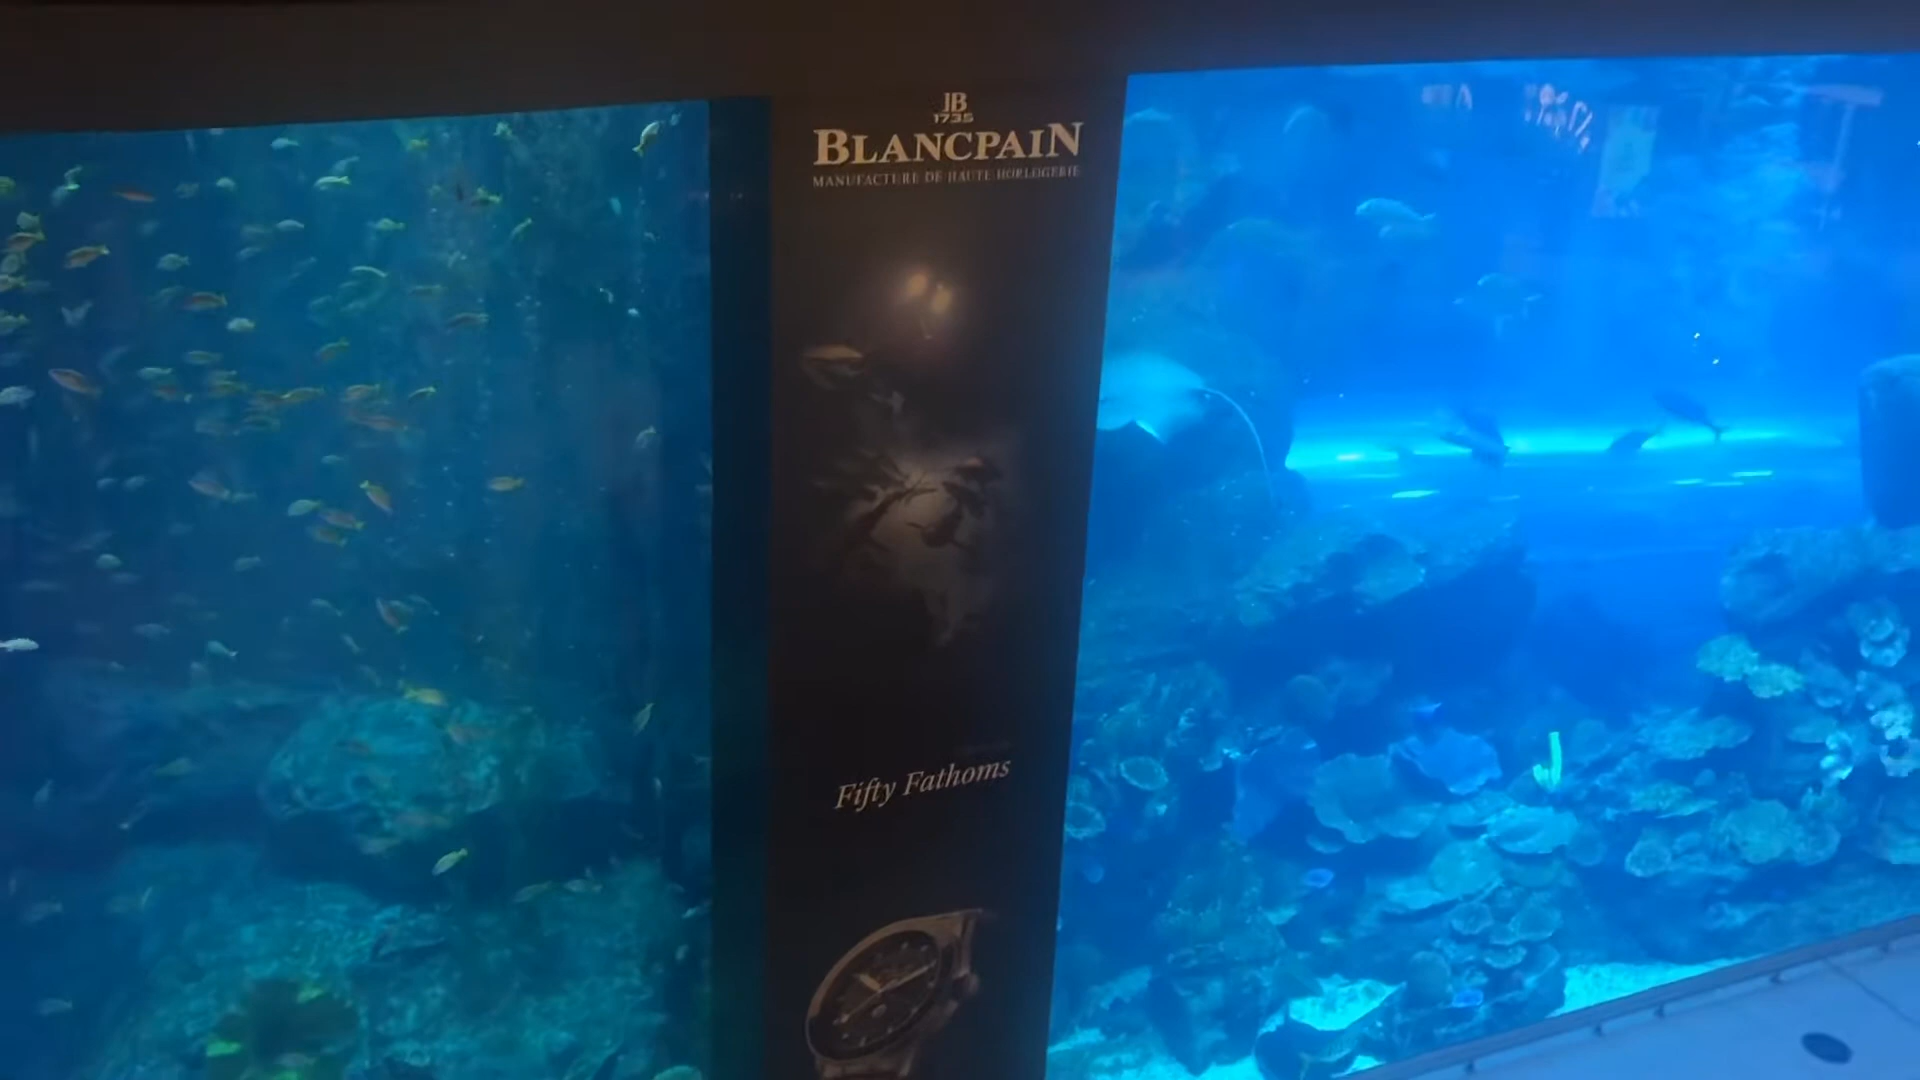 JB
1735
BLANCPAIN
MANUFACTURE DE HAUTE HORLOGERIE
Fifty Fathoms